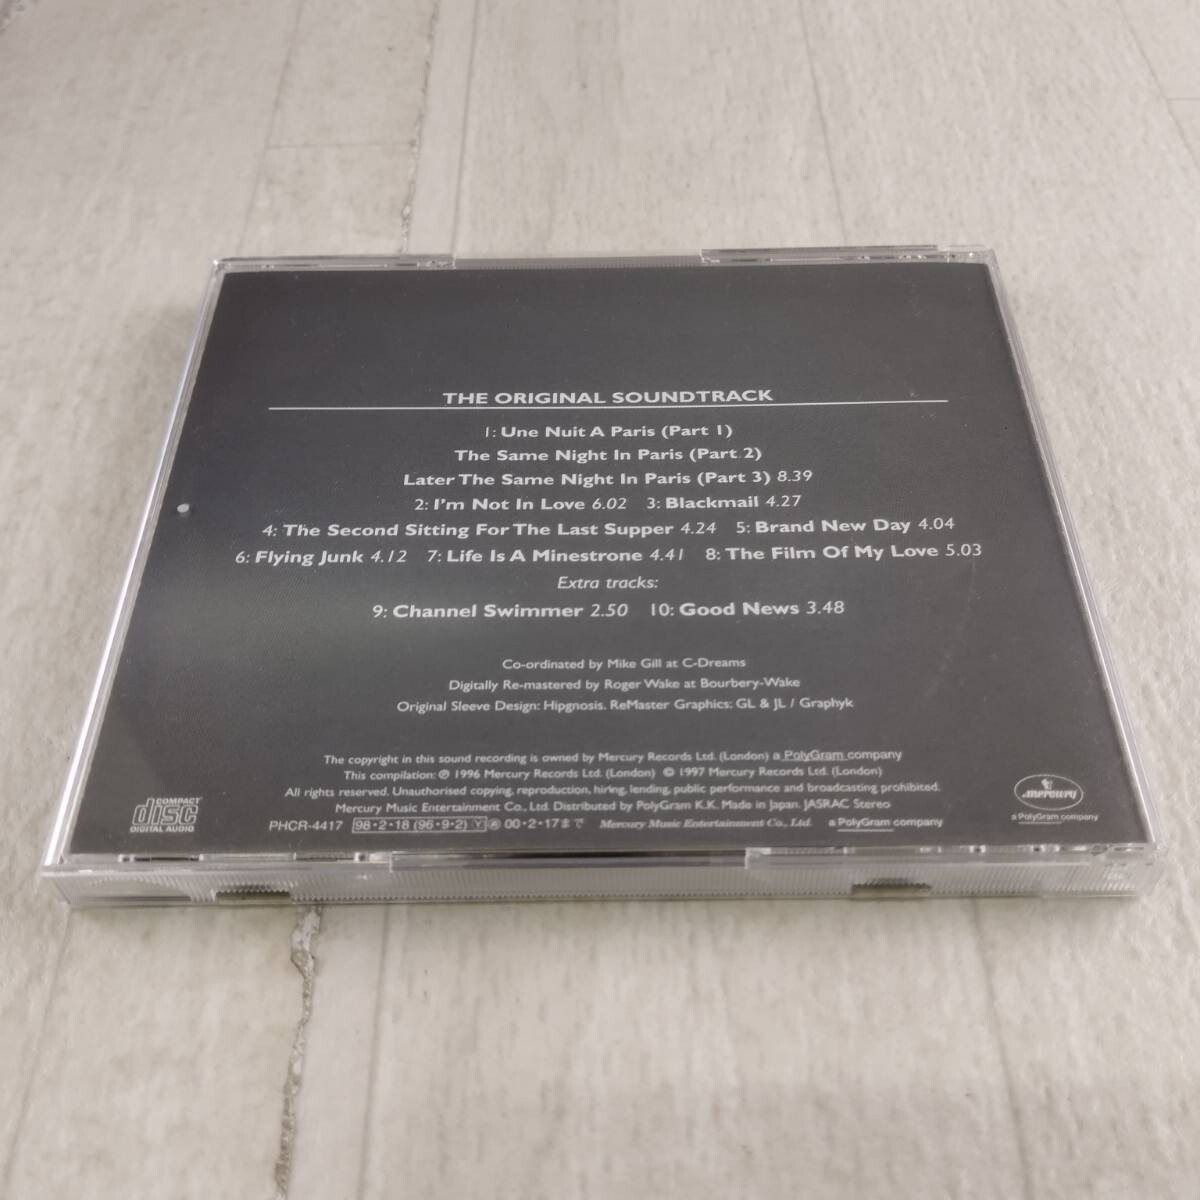 THE ORIGINAL SOUNDTRACK
1: Une Nuit A Paris (Part 1)
The Same Night In Paris (Part 2)
Later The Same Night In Paris (Part 3) 8.39
2: I'm Not In Love 6.02 3: Blackmail 4.27
4: The Second Sitting For The Last Supper 4.24 5: Brand New Day 4.04
6: Flying Junk 4.12 7: Life Is A Minestrone 4.41 8: The Film Of My Love 5.03
Extra tracks:
9: Channel Swimmer 2.50 10: Good News 3.48
Co-ordinated by Mike Gill at C-Dreams
Digitally Re-mastered by Roger Wake at Bourbery-Wake
Original Sleeve Design: Hipgnosis. ReMaster Graphics: GL & JL / Graphyk
The copyright in this sound recording is owned by Mercury Records Ltd. (London) a PolyGram company
This compilation: ℗ 1996 Mercury Records Ltd. (London) © 1997 Mercury Records Ltd. (London)
All rights reserved. Unauthorised copying, reproduction, hiring, lending, public performance and broadcasting prohibited.
Mercury Music Entertainment Co., Ltd. Distributed by PolyGram K.K. Made in Japan. JASRAC Stereo
PHCR-4417 98・2・18 (96・9・2) Y Ⓐ 00・2・17まで Mercury Music Entertainment Co., Ltd. a PolyGram company
COMPACT
disc
DIGITAL AUDIO
mercury
a PolyGram company